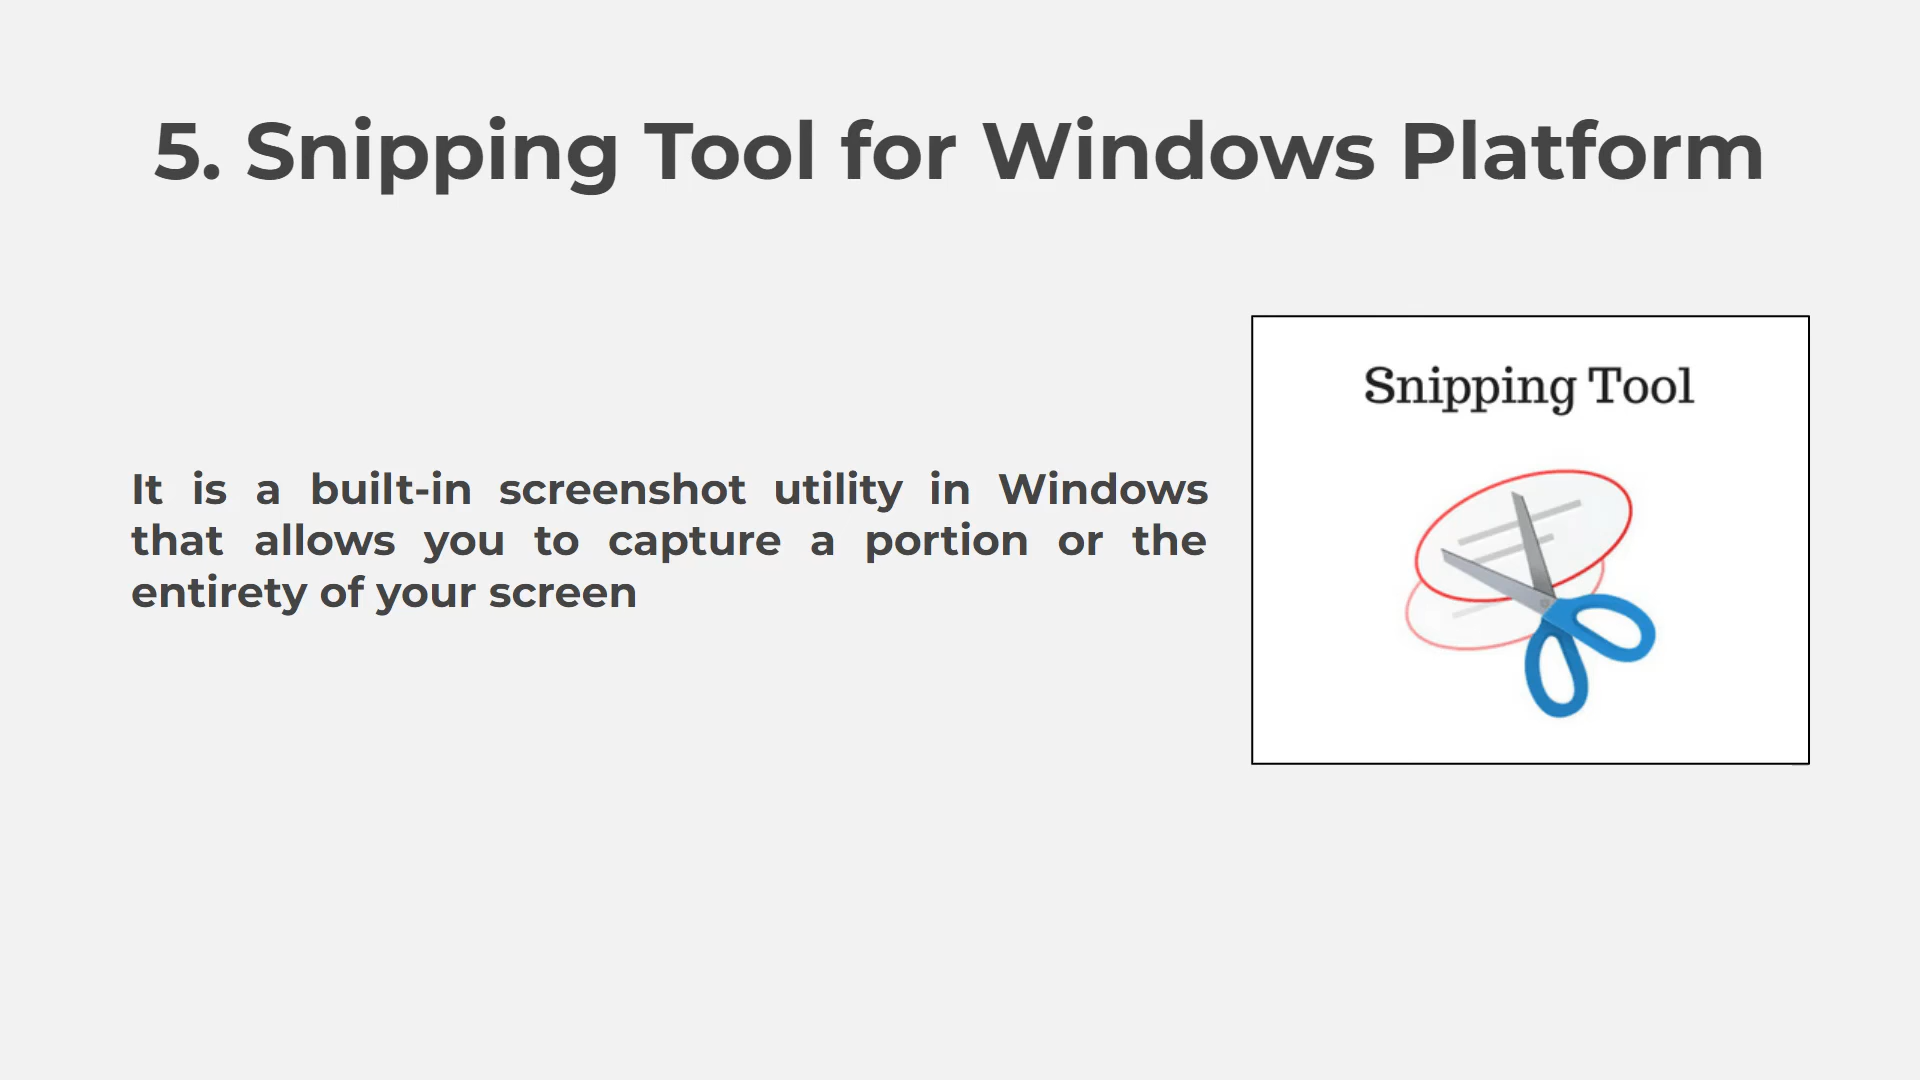 5. Snipping Tool for Windows Platform
It is a built-in screenshot utility in Windows
that allows you to capture a portion or the
entirety of your screen
Snipping Tool